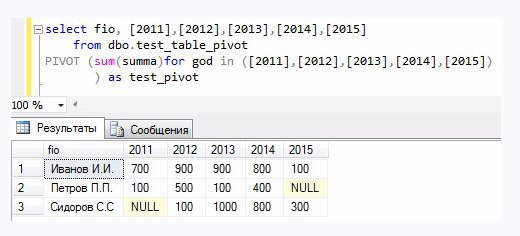 select fio, [2011],[2012],[2013],[2014],[2015]
from dbo.test_table_pivot
PIVOT (sum(summa)for god in ([2011],[2012],[2013],[2014],[2015])
) as test_pivot
100 %
Результаты Сообщения
fio 2011 2012 2013 2014 2015
1 Иванов И.И. 700 900 900 800 100
2 Петров П.П. 100 500 100 400 NULL
3 Сидоров С.С NULL 100 1000 800 300